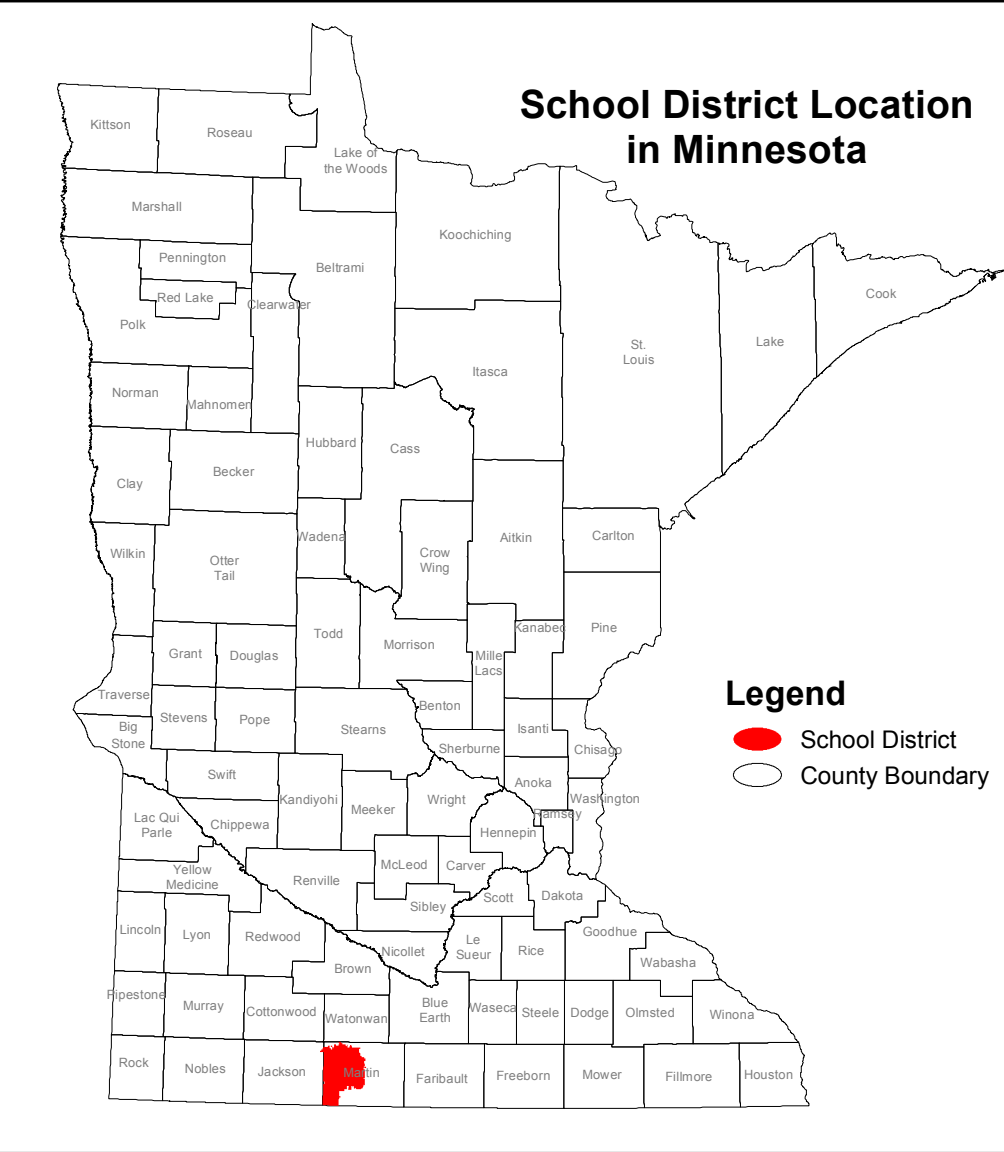 School District Location
in Minnesota
Kittson
Roseau
Lake of
the Woods
Marshall
Koochiching
Pennington
Beltrami
Red Lake
Clearwater
Cook
Polk
St.
Louis
Lake
Itasca
Norman
Mahnomen
Hubbard
Cass
Becker
Clay
Wadena
Aitkin
Carlton
Wilkin
Crow
Wing
Otter
Tail
Todd
Kanabec
Pine
Morrison
Grant
Douglas
Mille
Lacs
Traverse
Legend
Benton
Stevens
Pope
Stearns
Isanti
Big
Stone
School District
Sherburne
Chisago
Swift
County Boundary
Anoka
Kandiyohi
Wright
Washington
Meeker
Ramsey
Lac Qui
Parle
Chippewa
Hennepin
McLeod
Carver
Yellow
Medicine
Renville
Scott
Dakota
Sibley
Lincoln
Lyon
Redwood
Goodhue
Le
Sueur
Rice
Nicollet
Wabasha
Brown
Pipestone
Murray
Cottonwood
Watonwan
Blue
Earth
Waseca
Steele
Dodge
Olmsted
Winona
Rock
Nobles
Jackson
Martin
Faribault
Freeborn
Mower
Fillmore
Houston